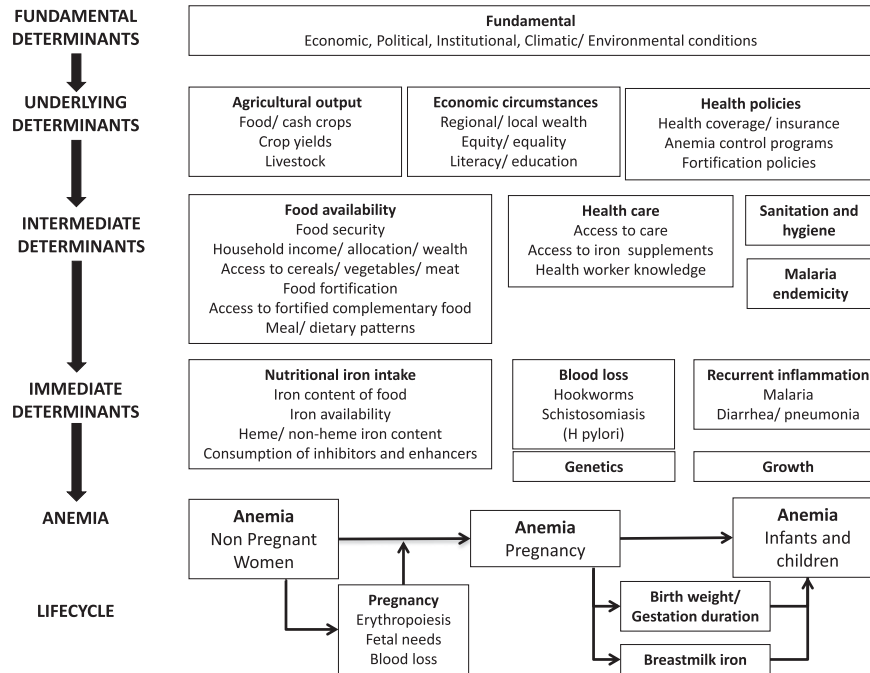 FUNDAMENTAL
DETERMINANTS
Fundamental
Economic, Political, Institutional, Climatic/ Environmental conditions
UNDERLYING
DETERMINANTS
Agricultural output
Food/ cash crops
Crop yields
Livestock
Economic circumstances
Regional/ local wealth
Equity/ equality
Literacy/ education
Health policies
Health coverage/ insurance
Anemia control programs
Fortification policies
INTERMEDIATE
DETERMINANTS
Food availability
Food security
Household income/ allocation/ wealth
Access to cereals/ vegetables/ meat
Food fortification
Access to fortified complementary food
Meal/ dietary patterns
Health care
Access to care
Access to iron supplements
Health worker knowledge
Sanitation and
hygiene
Malaria
endemicity
IMMEDIATE
DETERMINANTS
Nutritional iron intake
Iron content of food
Iron availability
Heme/ non-heme iron content
Consumption of inhibitors and enhancers
Blood loss
Hookworms
Schistosomiasis
(H pylori)
Recurrent inflammation
Malaria
Diarrhea/ pneumonia
Genetics
Growth
ANEMIA
Anemia
Non Pregnant
Women
Anemia
Pregnancy
Anemia
Infants and
children
LIFECYCLE
Pregnancy
Erythropoiesis
Fetal needs
Blood loss
Birth weight/
Gestation duration
Breastmilk iron